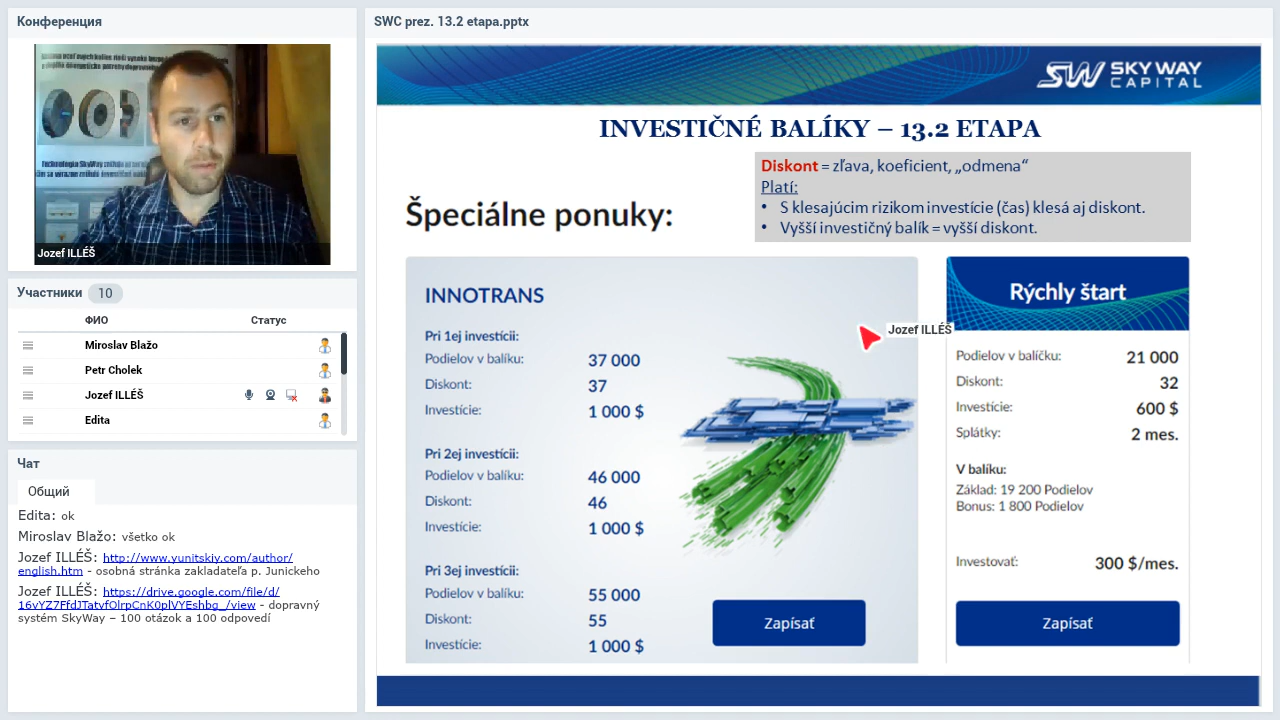 Конференция
Jozef ILLÉŠ
Участники 10
ФИО Статус
Miroslav Blažo
Petr Cholek
Jozef ILLÉŠ
Edita
Чат
Общий
Edita: ok
Miroslav Blažo: všetko ok
Jozef ILLÉŠ: http://www.yunitskiy.com/author/
english.htm - osobná stránka zakladateľa p. Junickeho
Jozef ILLÉŠ: https://drive.google.com/file/d/
16vYZ7FfdJTatvfOlrpCnK0plVYEshbg_/view - dopravný
systém SkyWay – 100 otázok a 100 odpovedí
SWC prez. 13.2 etapa.pptx
SW SKY WAY
CAPITAL
INVESTIČNÉ BALÍKY – 13.2 ETAPA
Diskont = zľava, koeficient, „odmena“
Platí:
• S klesajúcim rizikom investície (čas) klesá aj diskont.
• Vyšší investičný balík = vyšší diskont.
Špeciálne ponuky:
INNOTRANS
Pri 1ej investícii:
Podielov v balíku: 37 000
Diskont: 37
Investície: 1 000 $
Pri 2ej investícii:
Podielov v balíku: 46 000
Diskont: 46
Investície: 1 000 $
Pri 3ej investícii:
Podielov v balíku: 55 000
Diskont: 55
Investície: 1 000 $
Zapísať
Jozef ILLÉŠ
Rýchly štart
Podielov v balíčku: 21 000
Diskont: 32
Investície: 600 $
Splátky: 2 mes.
V balíku:
Základ: 19 200 Podielov
Bonus: 1 800 Podielov
Investovať: 300 $/mes.
Zapísať